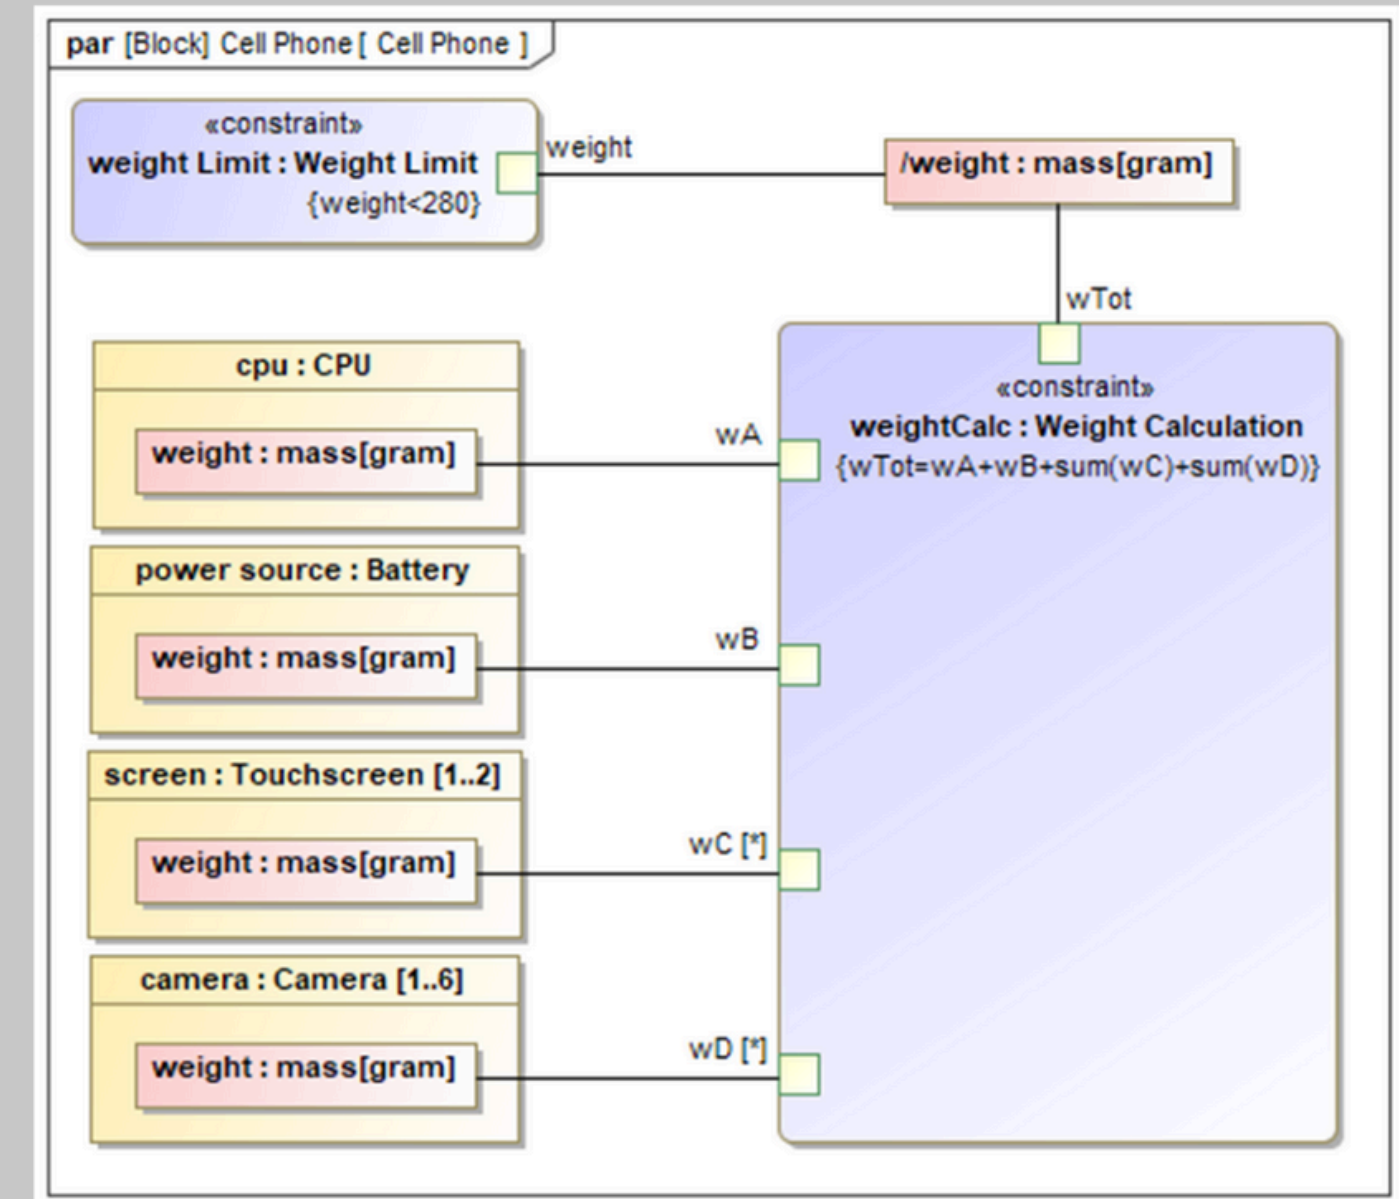 par [Block] Cell Phone [ Cell Phone ]
«constraint»
weight Limit : Weight Limit
{weight<280}
weight
/weight : mass[gram]
wTot
«constraint»
weightCalc : Weight Calculation
{wTot=wA+wB+sum(wC)+sum(wD)}
cpu : CPU
weight : mass[gram]
wA
power source : Battery
weight : mass[gram]
wB
screen : Touchscreen [1..2]
weight : mass[gram]
wC [*]
camera : Camera [1..6]
weight : mass[gram]
wD [*]